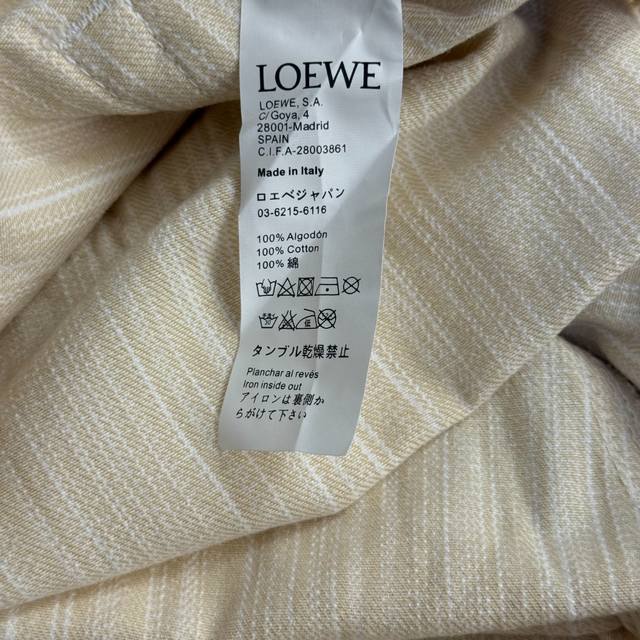 LOEWE
LOEWE, S.A.
C/ Goya, 4
28001-Madrid
SPAIN
C.I.F.A-28003861
Made in Italy
ロエベジャパン
03-6215-6116
100% Algodón
100% Cotton
100% 綿
タンブル乾燥禁止
Planchar al revés
Iron inside out
アイロンは裏側か
らがけて下さい